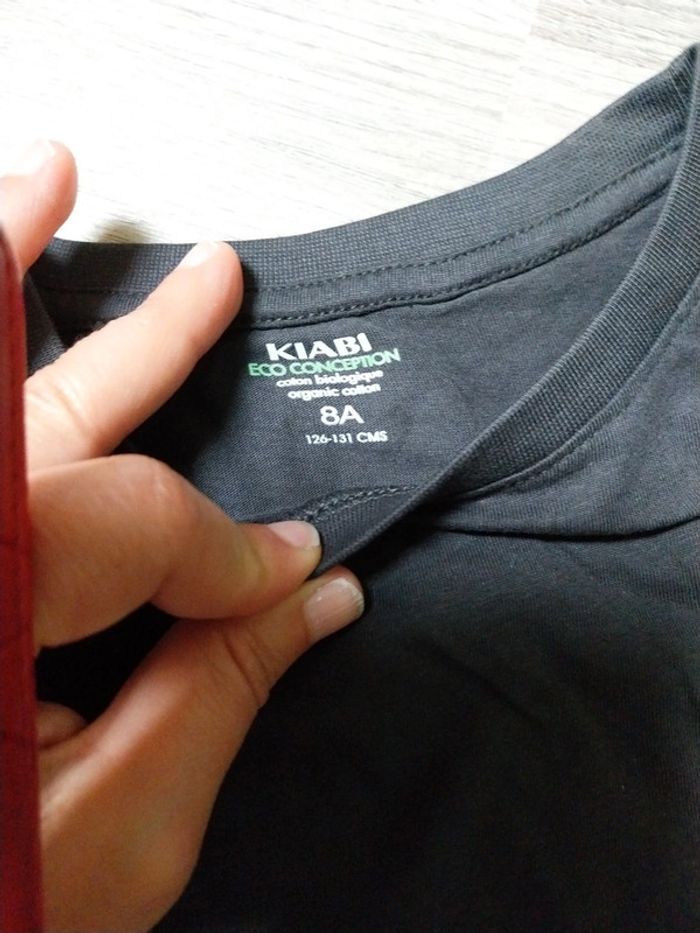 KIABI
ECO CONCEPTION
coton biologique
organic cotton
8A
126-131 CMS